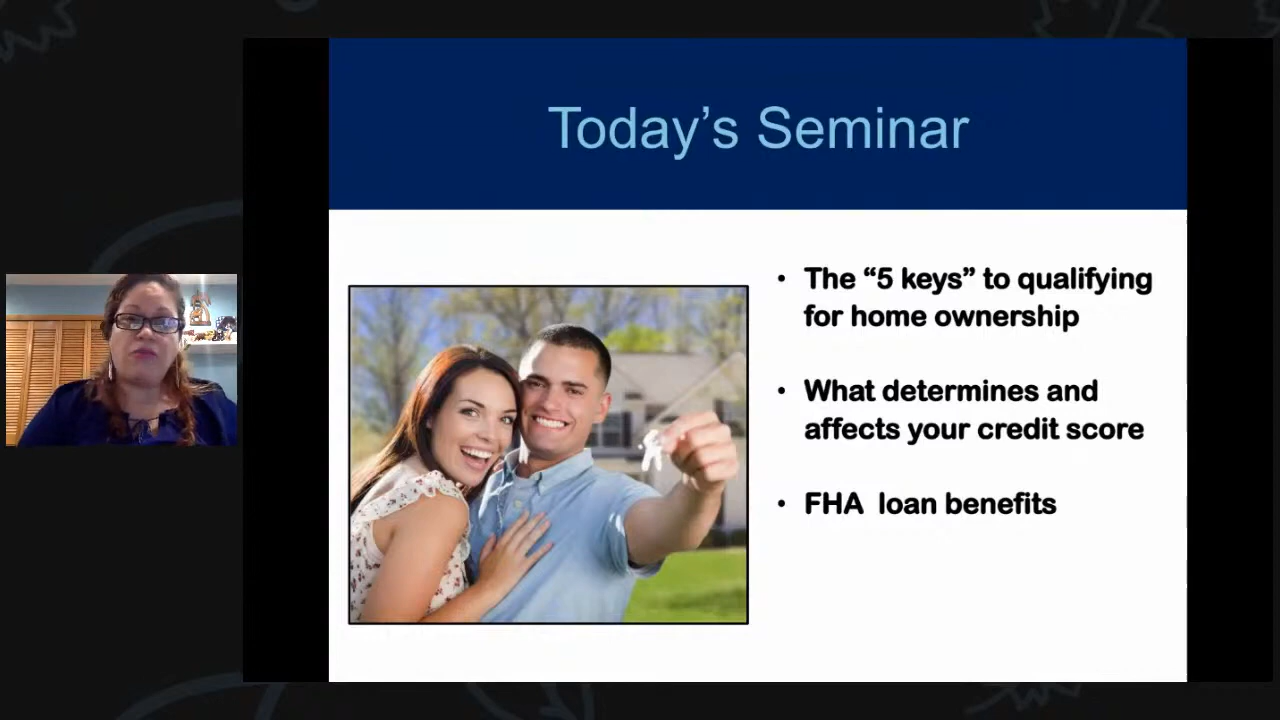 Today’s Seminar
• The “5 keys” to qualifying
for home ownership
• What determines and
affects your credit score
• FHA  loan benefits